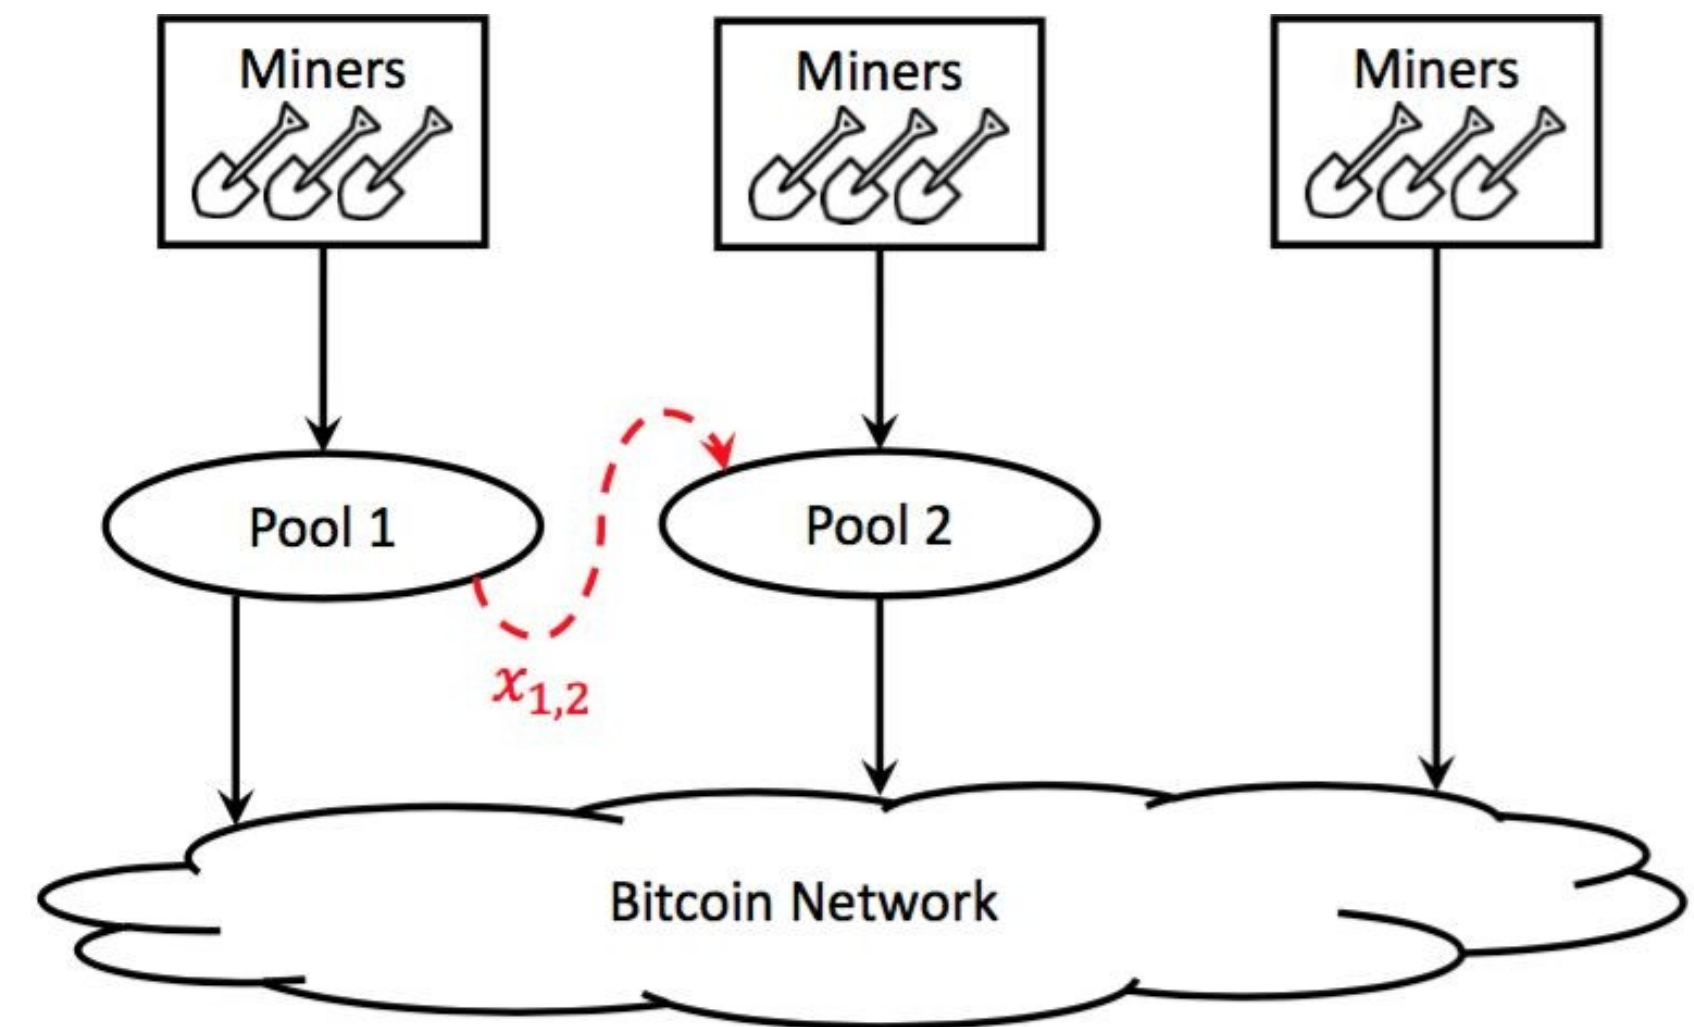 Miners
Miners
Miners
Pool 1
Pool 2
x1,2
Bitcoin Network